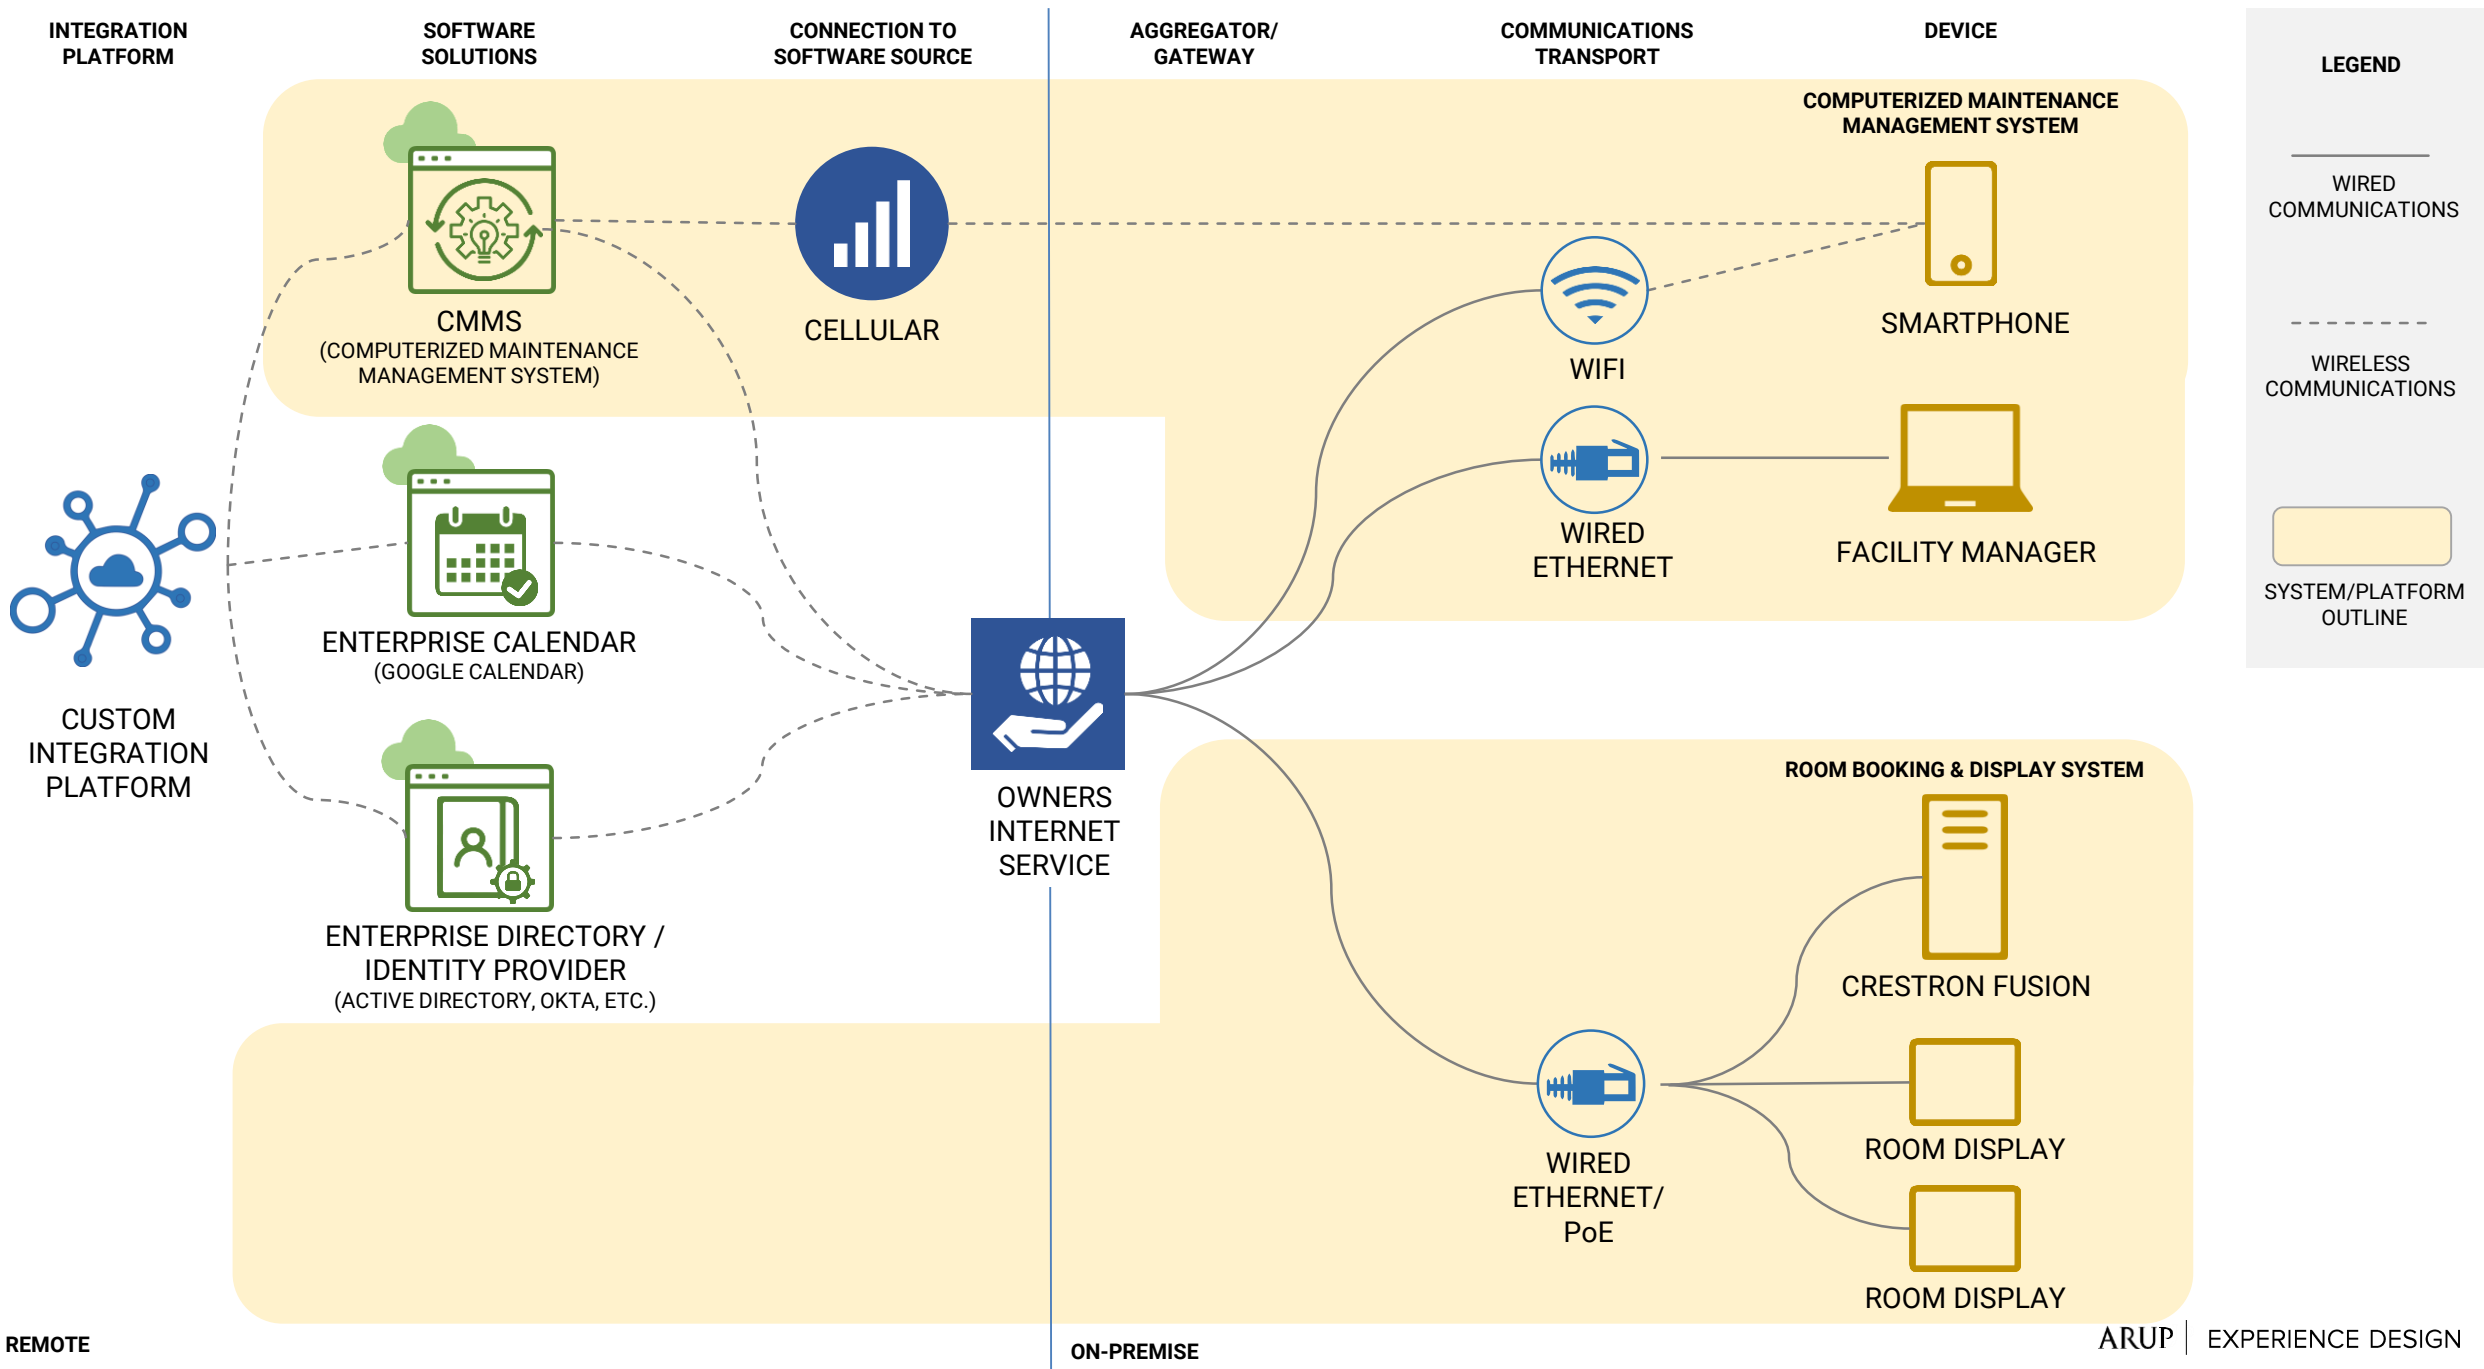 INTEGRATION
PLATFORM
SOFTWARE
SOLUTIONS
CONNECTION TO
SOFTWARE SOURCE
AGGREGATOR/
GATEWAY
COMMUNICATIONS
TRANSPORT
DEVICE
LEGEND
WIRED
COMMUNICATIONS
WIRELESS
COMMUNICATIONS
SYSTEM/PLATFORM
OUTLINE
COMPUTERIZED MAINTENANCE
MANAGEMENT SYSTEM
CMMS
(COMPUTERIZED MAINTENANCE
MANAGEMENT SYSTEM)
CELLULAR
WIFI
SMARTPHONE
WIRED
ETHERNET
FACILITY MANAGER
ENTERPRISE CALENDAR
(GOOGLE CALENDAR)
CUSTOM
INTEGRATION
PLATFORM
OWNERS
INTERNET
SERVICE
ENTERPRISE DIRECTORY /
IDENTITY PROVIDER
(ACTIVE DIRECTORY, OKTA, ETC.)
ROOM BOOKING & DISPLAY SYSTEM
CRESTRON FUSION
WIRED
ETHERNET/
PoE
ROOM DISPLAY
ROOM DISPLAY
REMOTE
ON-PREMISE
ARUP | EXPERIENCE DESIGN